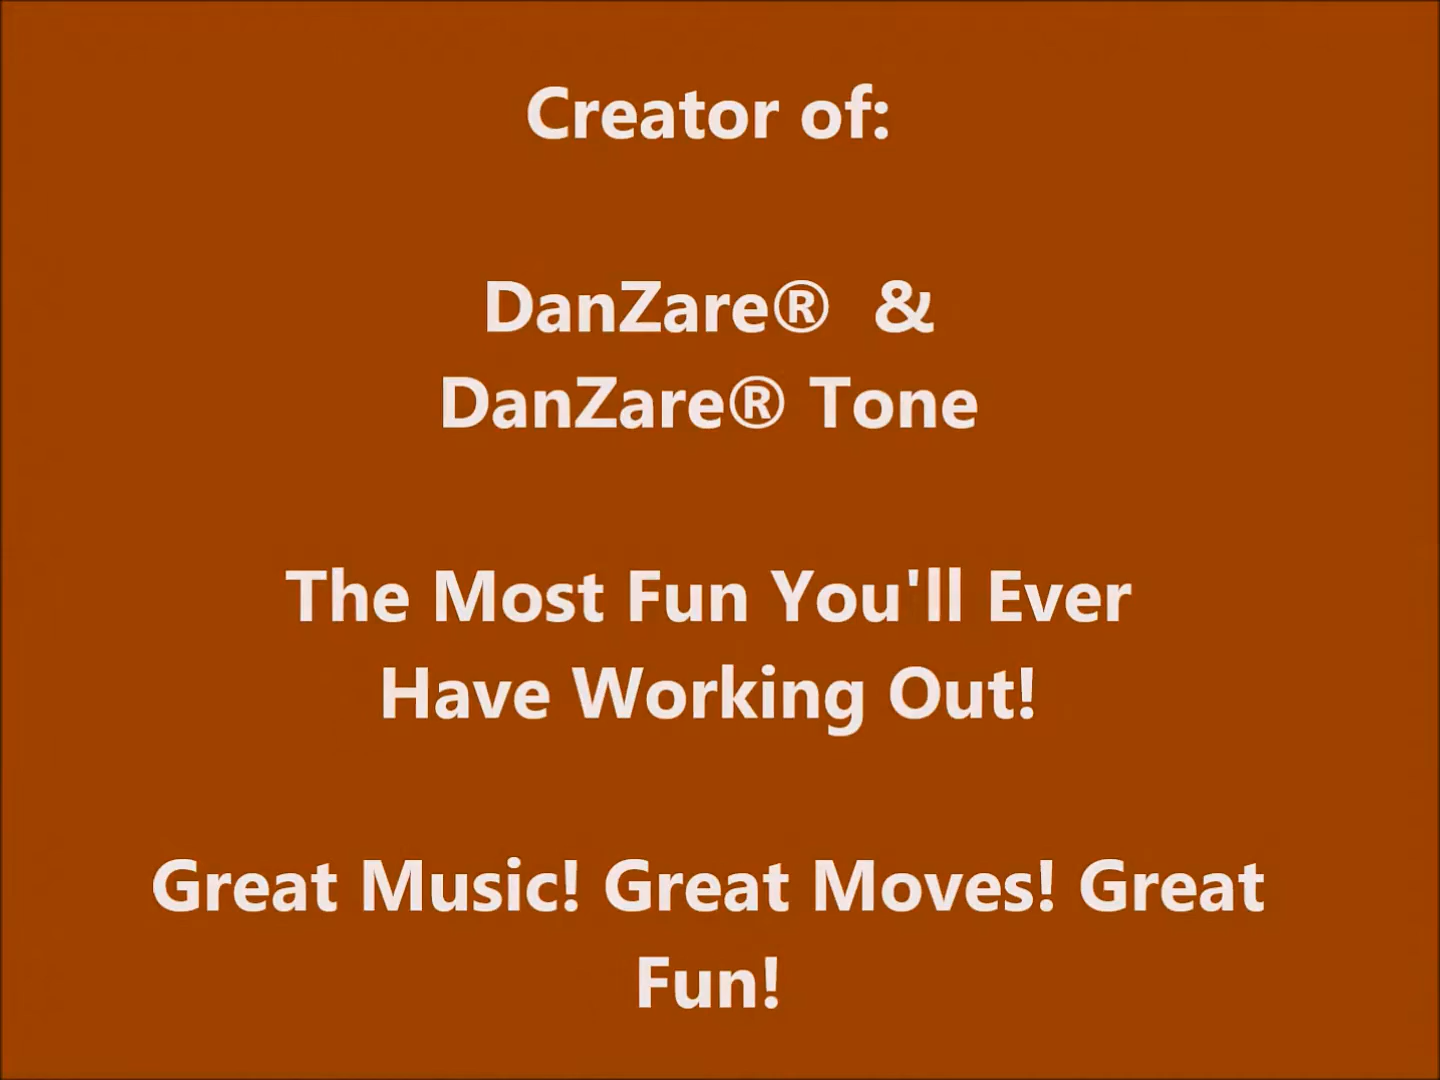 Creator of:
DanZare® &
DanZare® Tone
The Most Fun You'll Ever
Have Working Out!
Great Music! Great Moves! Great
Fun!